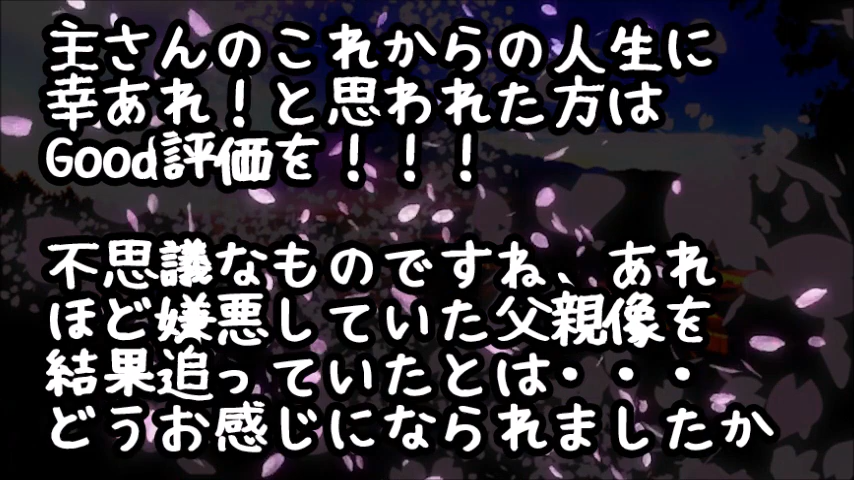 主さんのこれからの人生に
幸あれ！と思われた方は
Good評価を！！！
不思議なものですね、あれ
ほど嫌悪していた父親像を
結果追っていたとは・・・
どうお感じになられましたか